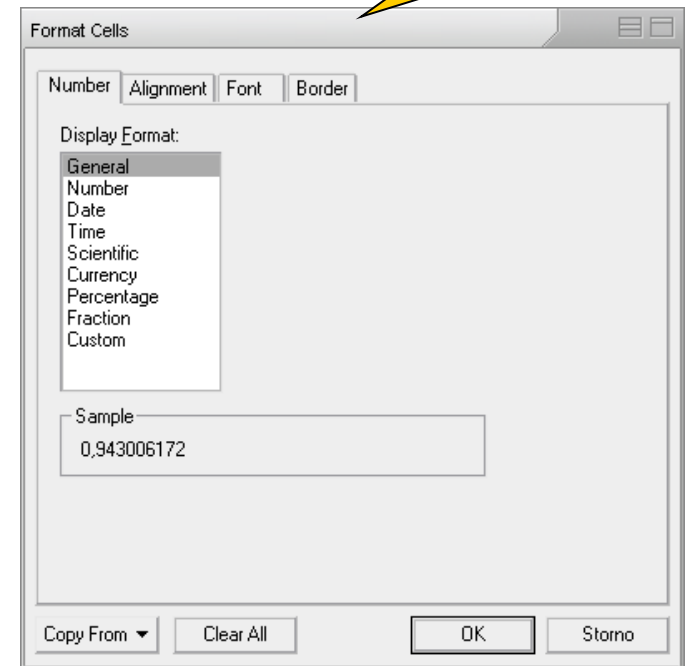 Format Cells
Number Alignment Font Border
Display Format:
General
Number
Date
Time
Scientific
Currency
Percentage
Fraction
Custom
Sample
0,943006172
Copy From Clear All OK Storno